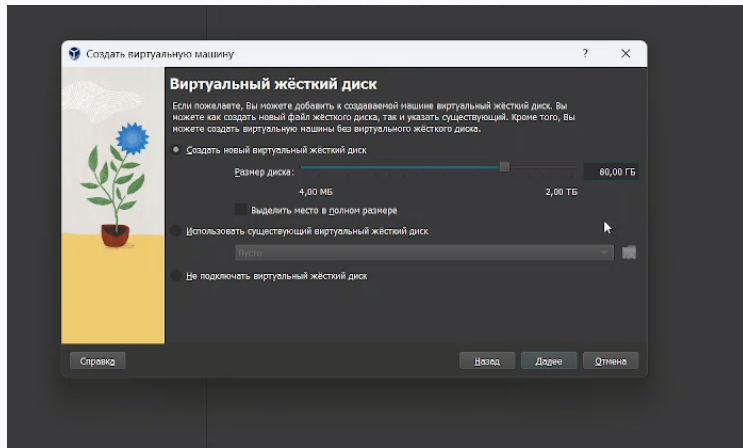 Создать виртуальную машину
?
Виртуальный жёсткий диск
Если пожелаете, Вы можете добавить к создаваемой машине виртуальный жёсткий диск. Вы
можете как создать новый файл жёсткого диска, так и указать существующий. Кроме того, Вы
можете создать виртуальную машины без виртуального жёсткого диска.
Создать новый виртуальный жёсткий диск
Размер диска:
80,00 ГБ
4,00 МБ
2,00 ТБ
Выделить место в полном размере
Использовать существующий виртуальный жёсткий диск
Пусто
Не подключать виртуальный жёсткий диск
Справка
Назад
Далее
Отмена